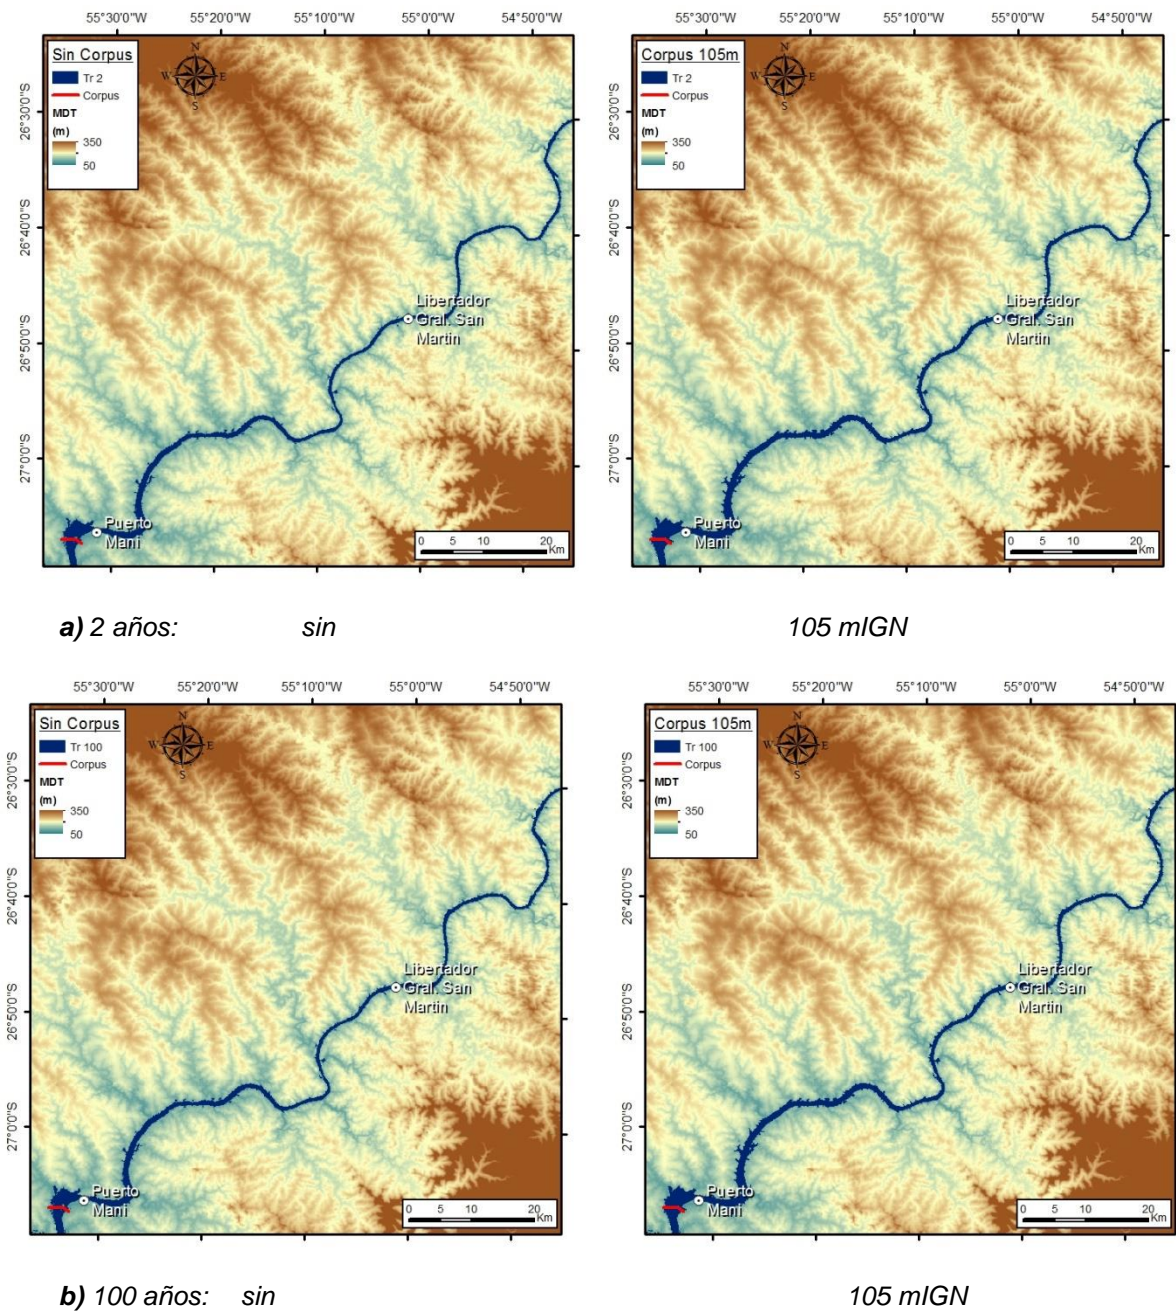 55°30'0"W 55°20'0"W 55°10'0"W 55°00'W 54°50'0"W
55°30'0"W 55°20'0"W 55°10'0"W 55°00'W 54°50'0"W
Sin Corpus
Tr 2
Corpus
MDT
(m)
350
50
N
W E
S
26°30'0"S
26°40'0"S
26°50'0"S
27°0'0"S
Libertador
Gral. San
Martin
Puerto
Mani
0 5 10 20
Km
Corpus 105m
Tr 2
Corpus
MDT
(m)
350
50
N
W E
S
26°30'0"S
26°40'0"S
26°50'0"S
27°0'0"S
Libertador
Gral. San
Martin
Puerto
Mani
0 5 10 20
Km
a) 2 años: sin 105 mIGN
55°30'0"W 55°20'0"W 55°10'0"W 55°00'W 54°50'0"W
55°30'0"W 55°20'0"W 55°10'0"W 55°00'W 54°50'0"W
Sin Corpus
Tr 100
Corpus
MDT
(m)
350
50
N
W E
S
26°30'0"S
26°40'0"S
26°50'0"S
27°0'0"S
Libertador
Gral. San
Martin
Puerto
Mani
0 5 10 20
Km
Corpus 105m
Tr 100
Corpus
MDT
(m)
350
50
N
W E
S
26°30'0"S
26°40'0"S
26°50'0"S
27°0'0"S
Libertador
Gral. San
Martin
Puerto
Mani
0 5 10 20
Km
b) 100 años: sin 105 mIGN